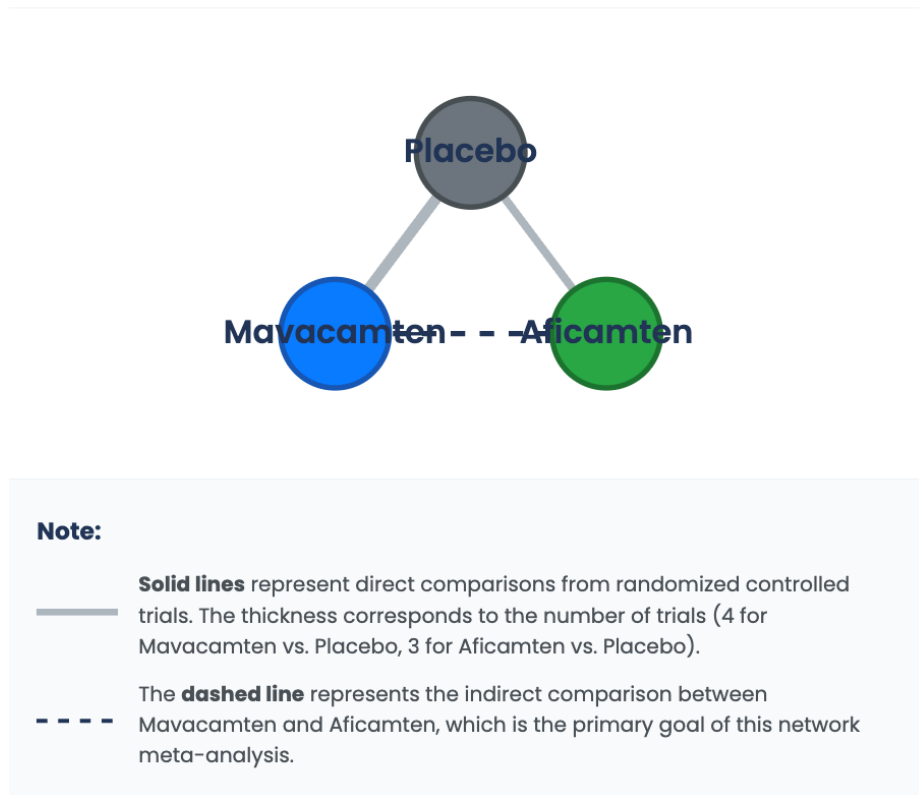 Placebo
Mavacamten
Aficamten
Note:
Solid lines represent direct comparisons from randomized controlled
trials. The thickness corresponds to the number of trials (4 for
Mavacamten vs. Placebo, 3 for Aficamten vs. Placebo).
The dashed line represents the indirect comparison between
Mavacamten and Aficamten, which is the primary goal of this network
meta-analysis.